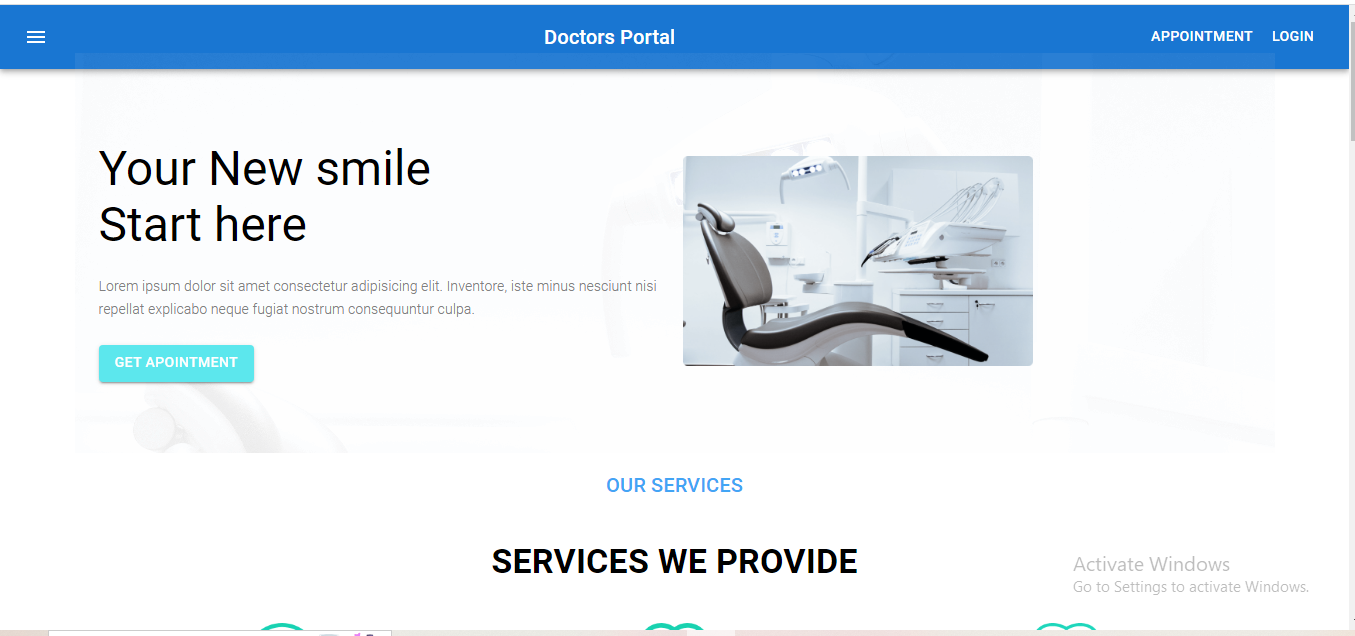 Doctors Portal
APPOINTMENT LOGIN
Your New smile
Start here
Lorem ipsum dolor sit amet consectetur adipisicing elit. Inventore, iste minus nesciunt nisi
repellat explicabo neque fugiat nostrum consequuntur culpa.
GET APOINTMENT
OUR SERVICES
SERVICES WE PROVIDE
Activate Windows
Go to Settings to activate Windows.